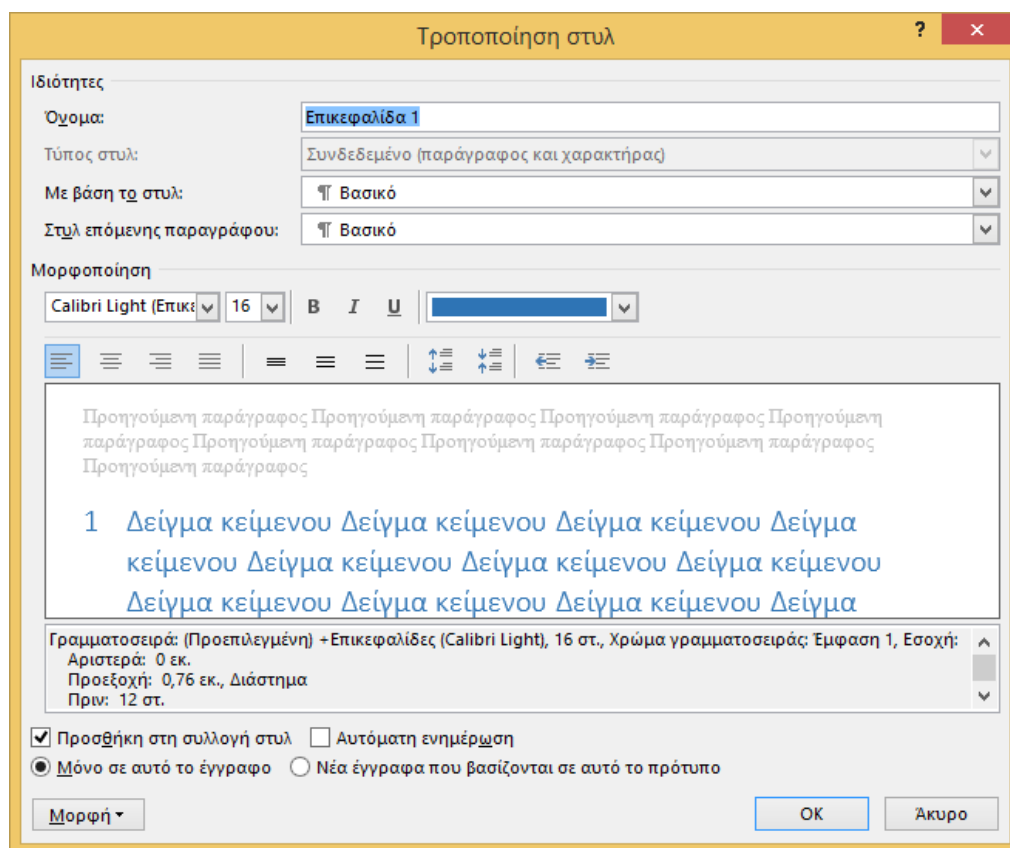 Τροποποίηση στυλ ?
Ιδιότητες
Όνομα: Επικεφαλίδα 1
Τύπος στυλ: Συνδεδεμένο (παράγραφος και χαρακτήρας)
Με βάση το στυλ: ¶ Βασικό
Στυλ επόμενης παραγράφου: ¶ Βασικό
Μορφοποίηση
Calibri Light (Επικε 16 B I U
Προηγούμενη παράγραφος Προηγούμενη παράγραφος Προηγούμενη παράγραφος Προηγούμενη
παράγραφος Προηγούμενη παράγραφος Προηγούμενη παράγραφος Προηγούμενη παράγραφος
Προηγούμενη παράγραφος
1 Δείγμα κείμενου Δείγμα κείμενου Δείγμα κείμενου Δείγμα
κείμενου Δείγμα κείμενου Δείγμα κείμενου Δείγμα κείμενου
Δείγμα κείμενου Δείγμα κείμενου Δείγμα κείμενου Δείγμα
Γραμματοσειρά: (Προεπιλεγμένη) +Επικεφαλίδες (Calibri Light), 16 στ., Χρώμα γραμματοσειράς: Έμφαση 1, Εσοχή:
Αριστερά: 0 εκ.
Προεξοχή: 0,76 εκ., Διάστημα
Πριν: 12 στ.
Προσθήκη στη συλλογή στυλ Αυτόματη ενημέρωση
Μόνο σε αυτό το έγγραφο Νέα έγγραφα που βασίζονται σε αυτό το πρότυπο
Μορφή OK Άκυρο